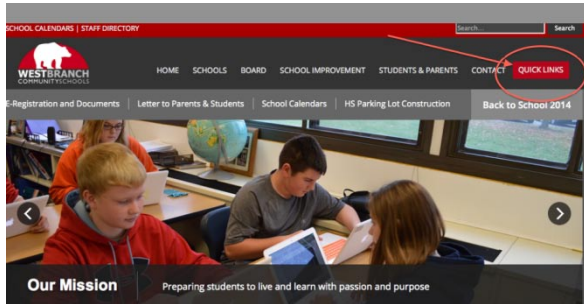 SCHOOL CALENDARS | STAFF DIRECTORY
Search...
Search
WESTBRANCH
COMMUNITYSCHOOLS
HOME SCHOOLS BOARD SCHOOL IMPROVEMENT STUDENTS & PARENTS CONTACT QUICK LINKS
E-Registration and Documents | Letter to Parents & Students | School Calendars | HS Parking Lot Construction
Back to School 2014
Our Mission
Preparing students to live and learn with passion and purpose